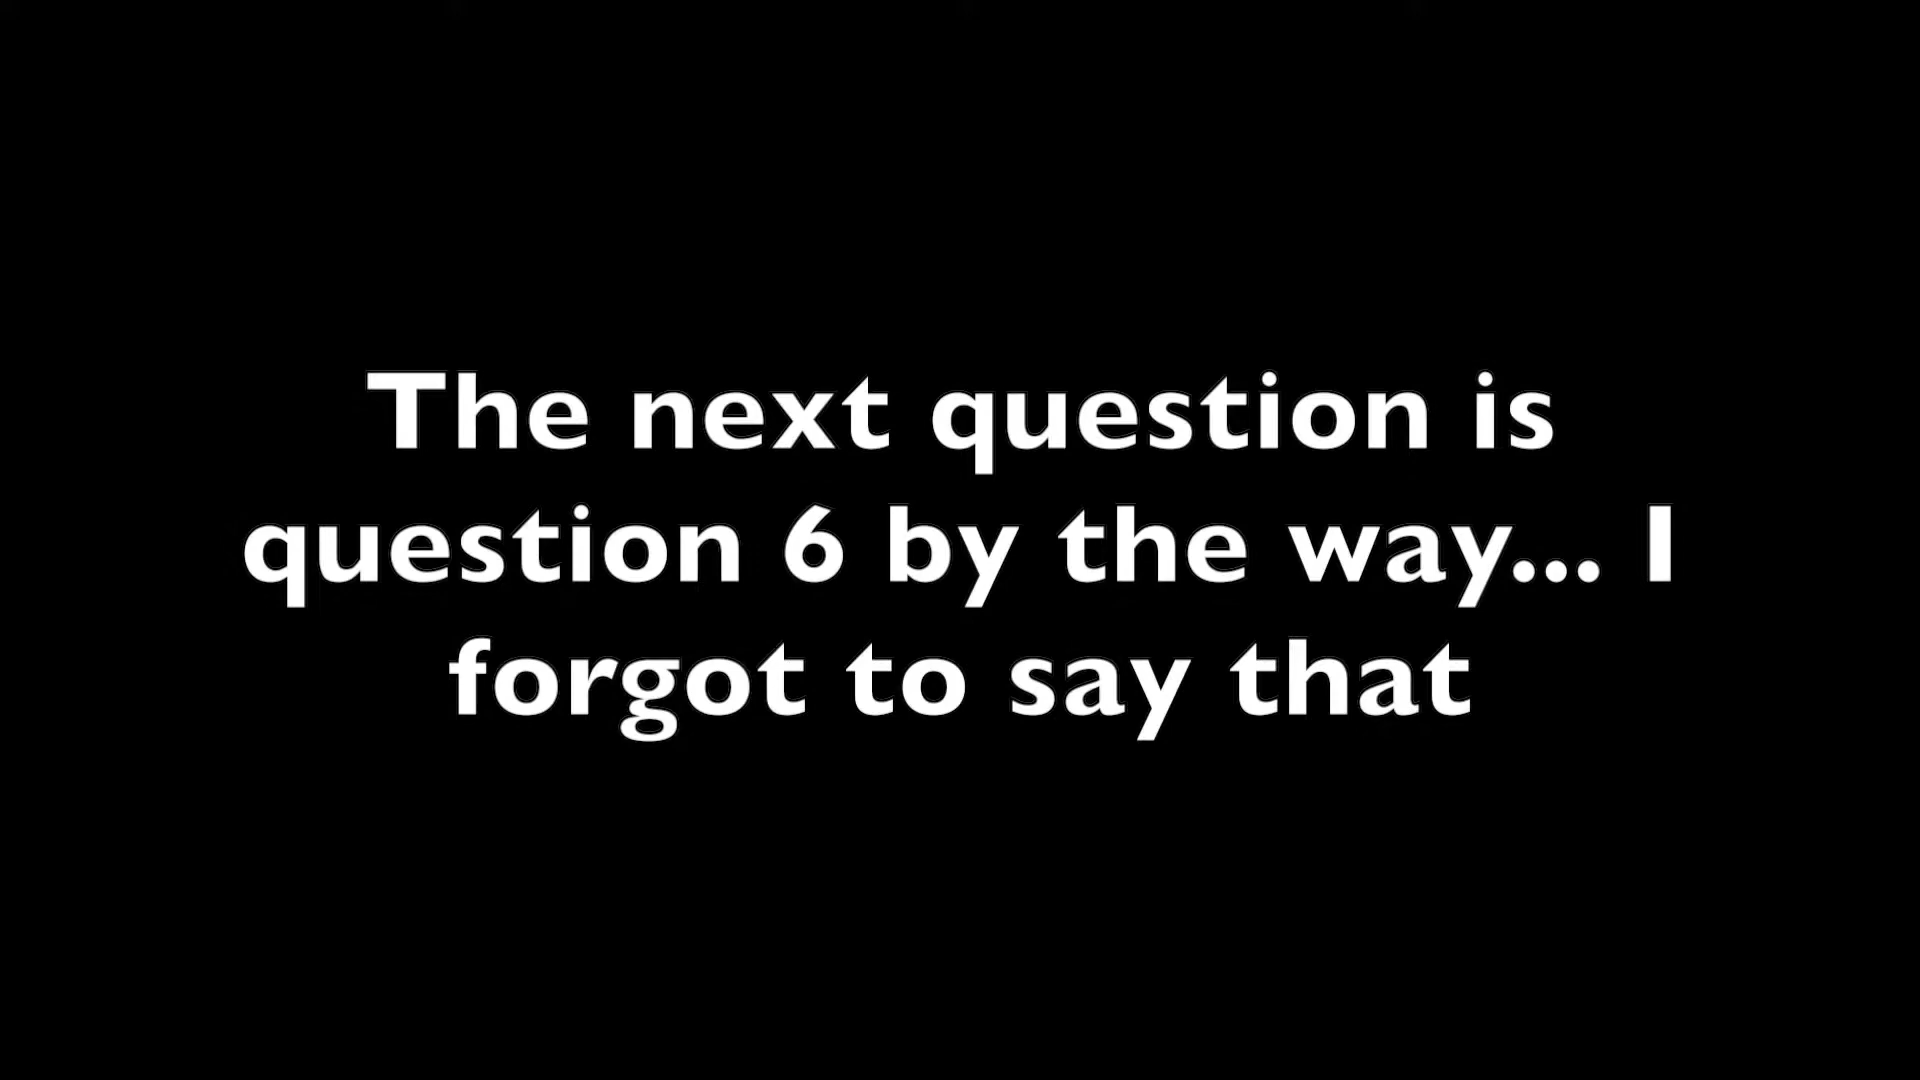 The next question is
question 6 by the way... I
forgot to say that